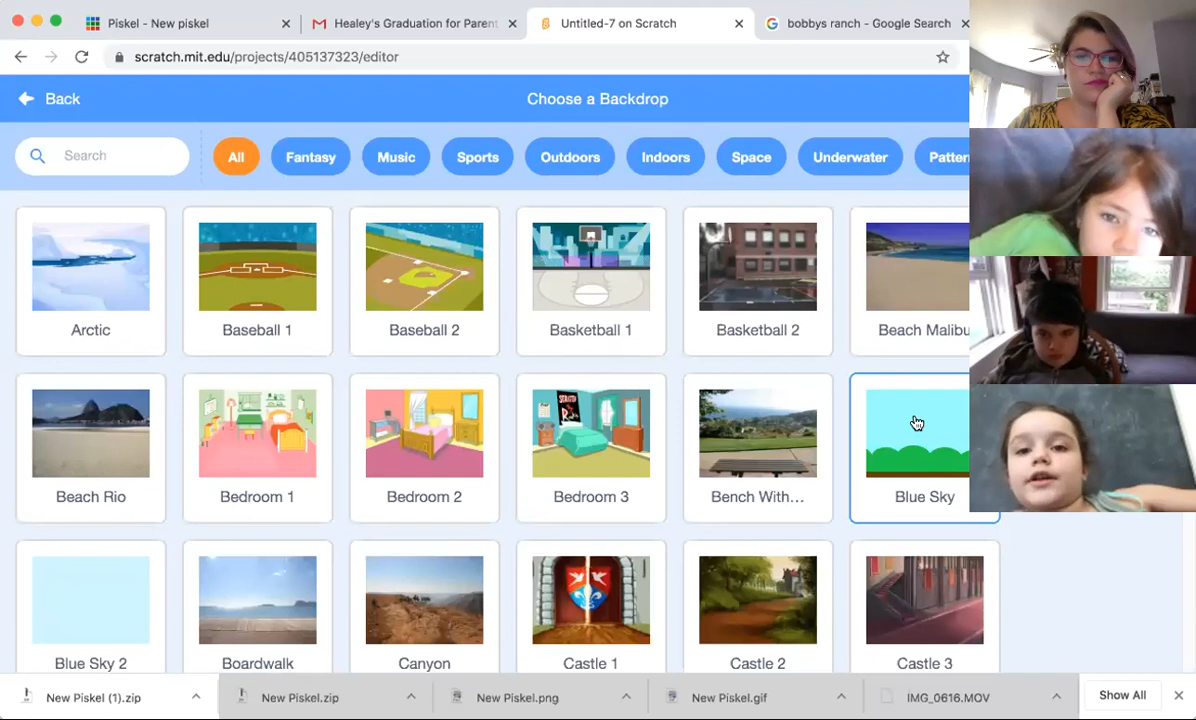 Piskel - New piskel
Healey's Graduation for Parent
Untitled-7 on Scratch
bobbys ranch - Google Search
scratch.mit.edu/projects/405137323/editor
Back
Choose a Backdrop
Search
All
Fantasy
Music
Sports
Outdoors
Indoors
Space
Underwater
Pattern
Arctic
Baseball 1
Baseball 2
Basketball 1
Basketball 2
Beach Malibu
Beach Rio
Bedroom 1
Bedroom 2
Bedroom 3
Bench With...
Blue Sky
Blue Sky 2
Boardwalk
Canyon
Castle 1
Castle 2
Castle 3
New Piskel (1).zip
New Piskel.zip
New Piskel.png
New Piskel.gif
IMG_0616.MOV
Show All